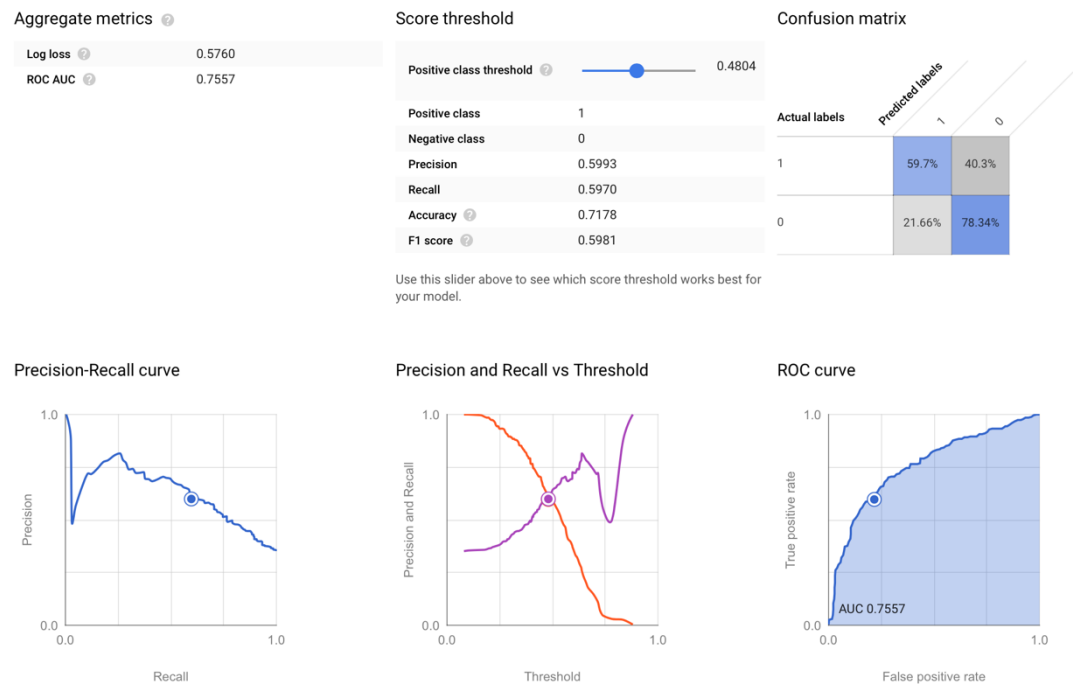 Aggregate metrics
Log loss 0.5760
ROC AUC 0.7557
Score threshold
Positive class threshold 0.4804
Positive class 1
Negative class 0
Precision 0.5993
Recall 0.5970
Accuracy 0.7178
F1 score 0.5981
Use this slider above to see which score threshold works best for
your model.
Confusion matrix
Actual labels Predicted labels 1 0
1 59.7% 40.3%
0 21.66% 78.34%
Precision-Recall curve
1.0
Precision
0.0
0.0 1.0
Recall
Precision and Recall vs Threshold
1.0
Precision and Recall
0.0
0.0 1.0
Threshold
ROC curve
1.0
True positive rate
AUC 0.7557
0.0
0.0 1.0
False positive rate